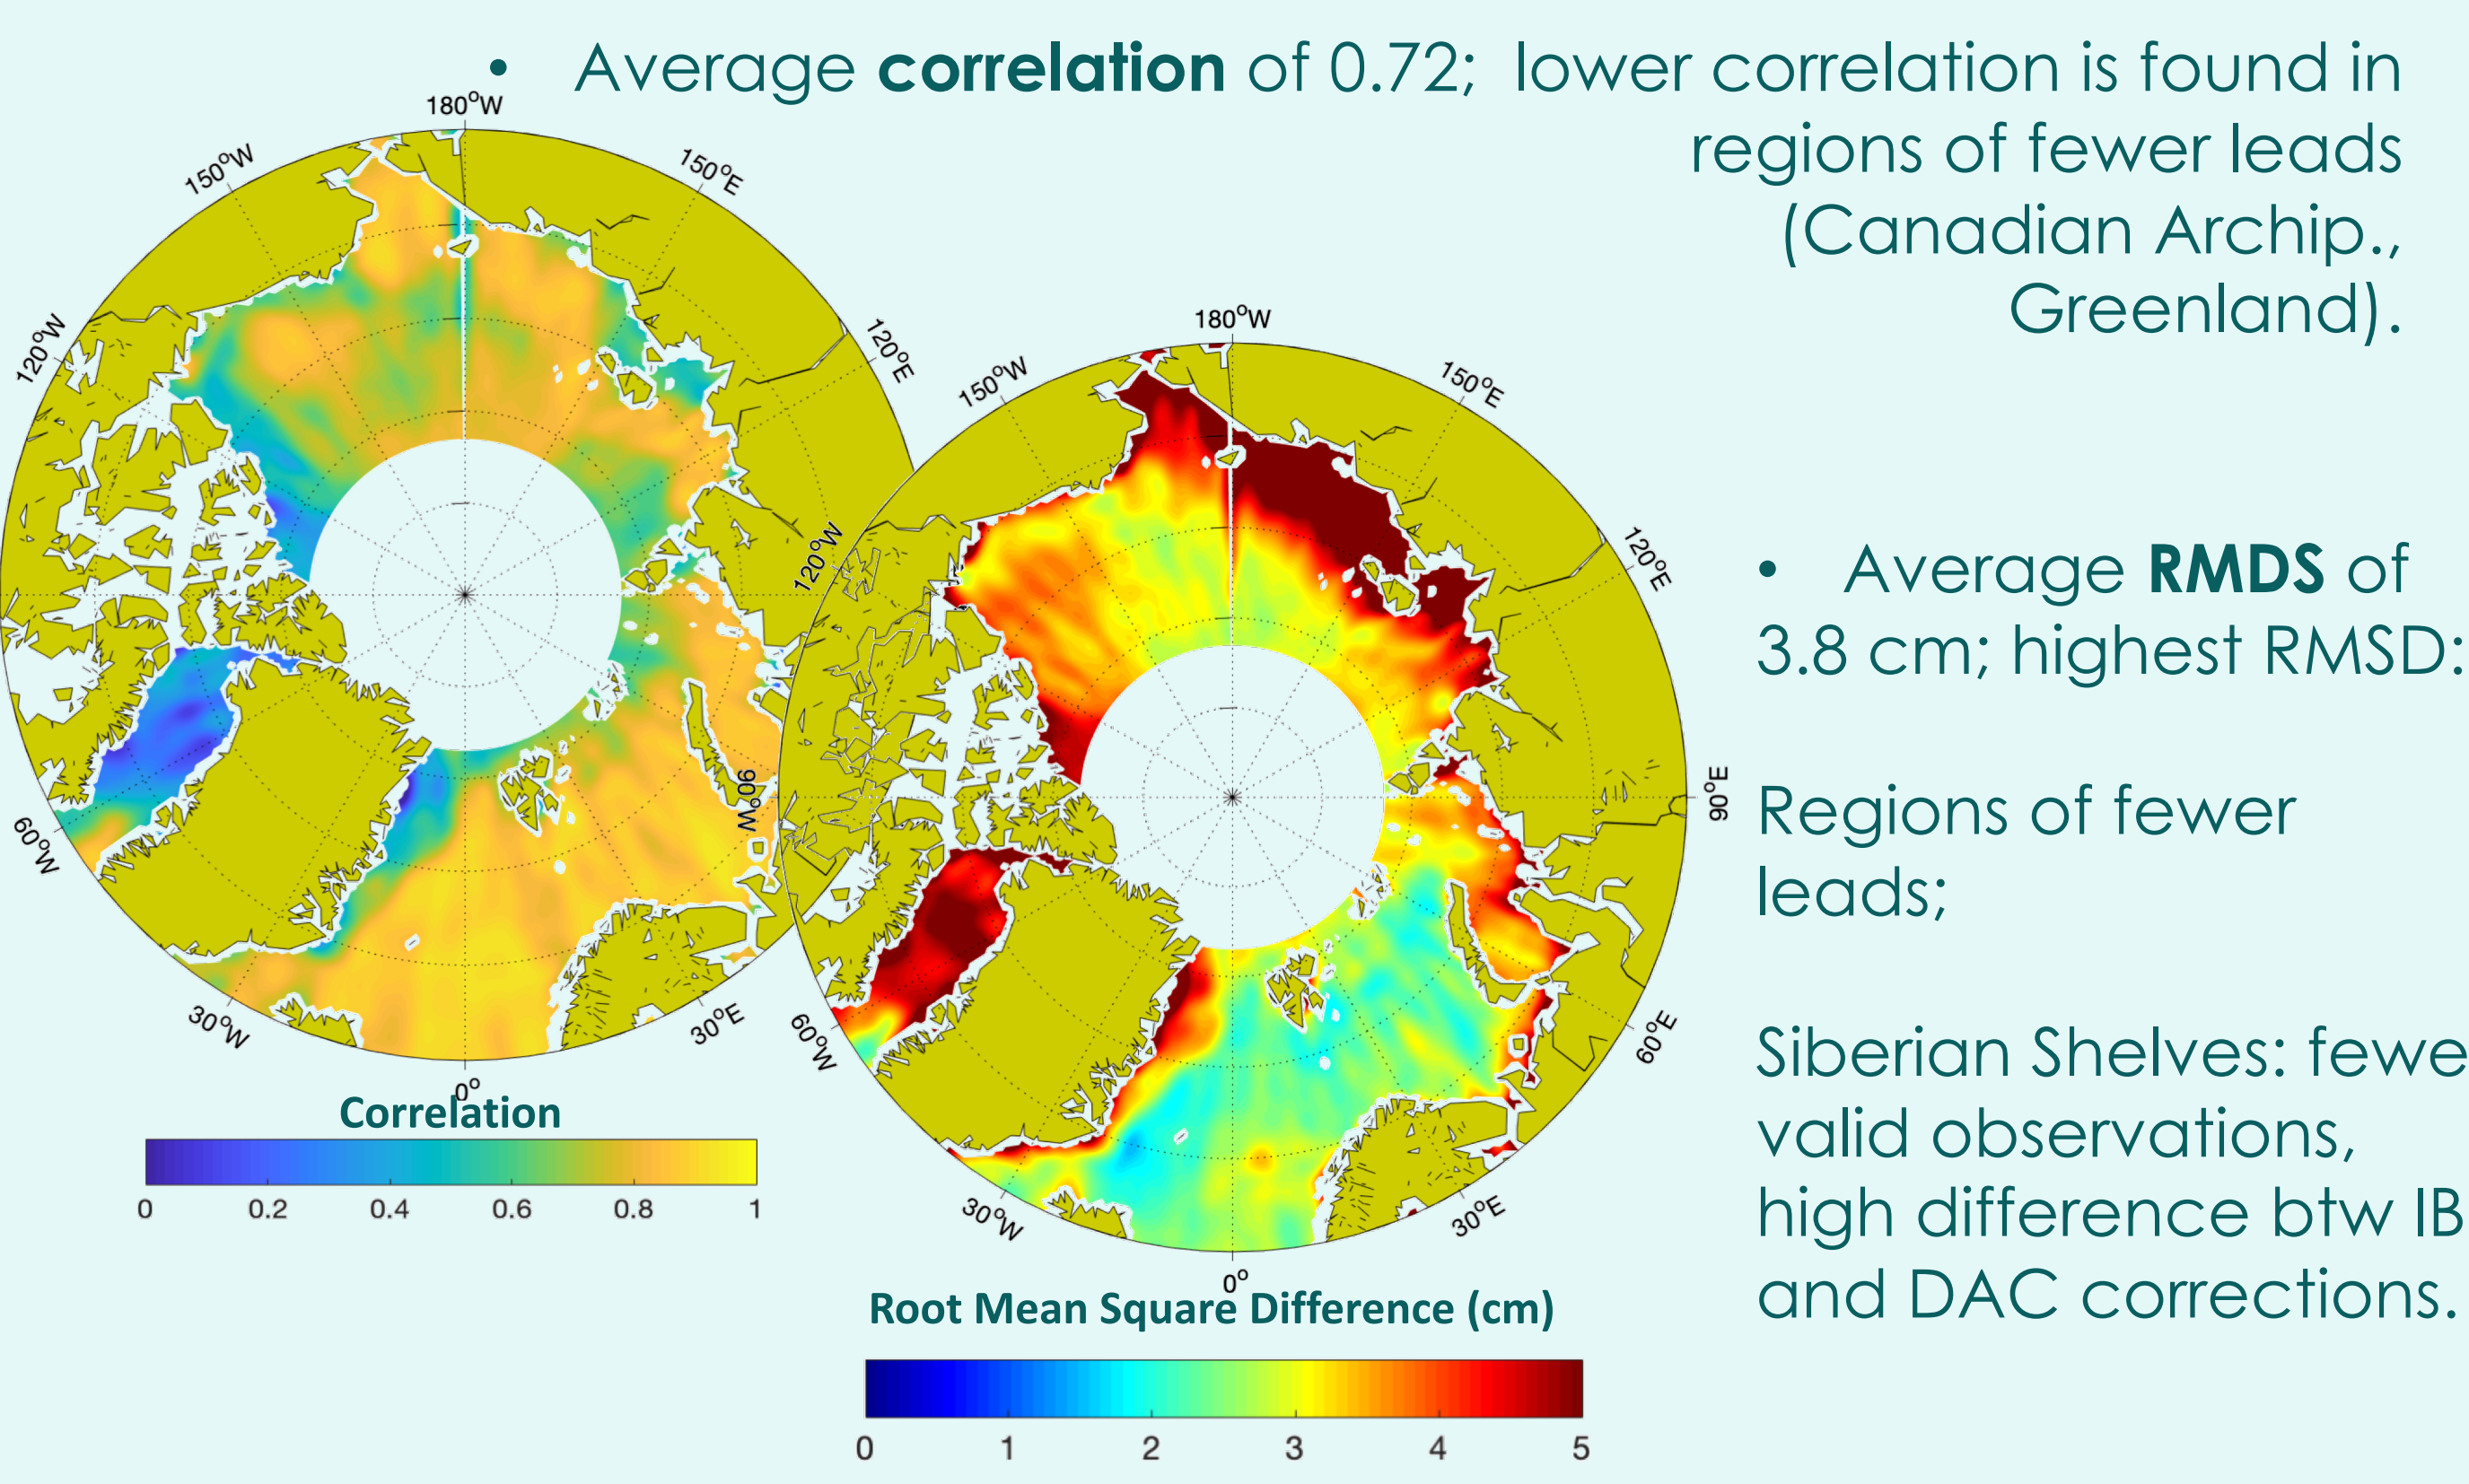 • Average correlation of 0.72; lower correlation is found in
regions of fewer leads
(Canadian Archip.,
Greenland).
180°W
150°W
150°E
120°W
120°E
60°W
30°W
30°E
0°
Correlation
0 0.2 0.4 0.6 0.8 1
180°W
150°W
150°E
120°W
120°E
90°W
90°E
60°W
60°E
30°W
30°E
0°
Root Mean Square Difference (cm)
0 1 2 3 4 5
• Average RMDS of
3.8 cm; highest RMSD:
Regions of fewer
leads;
Siberian Shelves: fewe
valid observations,
high difference btw IB
and DAC corrections.